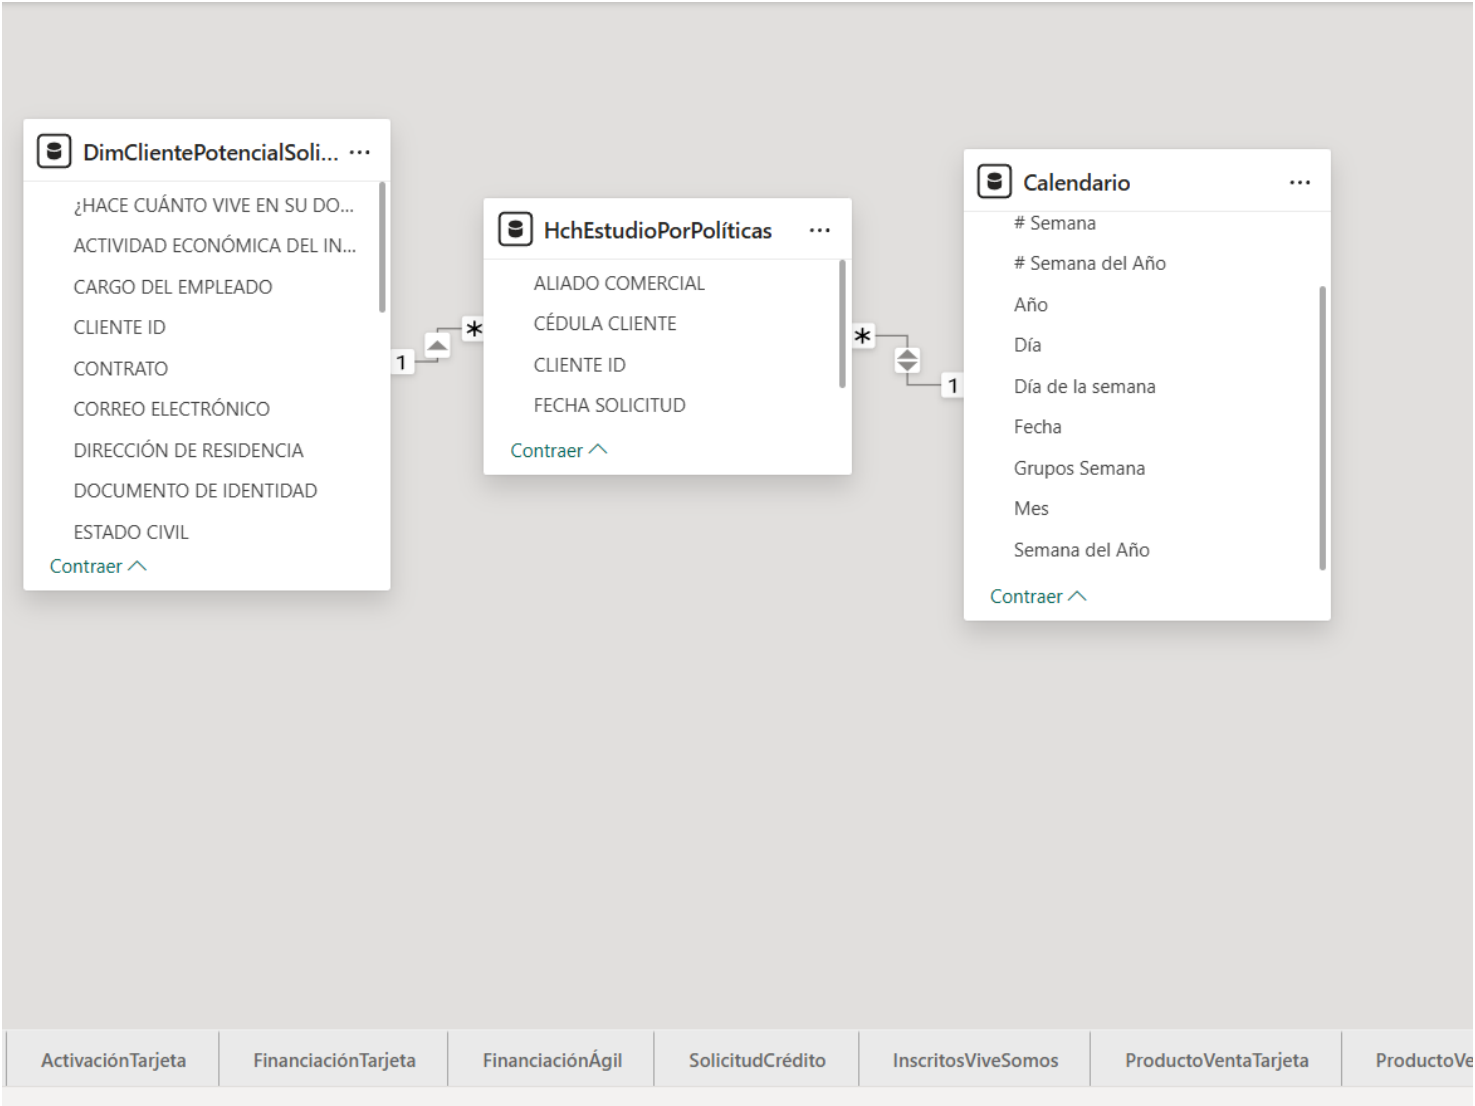 DimClientePotencialSoli... ...
¿HACE CUÁNTO VIVE EN SU DO...
ACTIVIDAD ECONÓMICA DEL IN...
CARGO DEL EMPLEADO
CLIENTE ID
CONTRATO
CORREO ELECTRÓNICO
DIRECCIÓN DE RESIDENCIA
DOCUMENTO DE IDENTIDAD
ESTADO CIVIL
Contraer
1
*
HchEstudioPorPolíticas ...
ALIADO COMERCIAL
CÉDULA CLIENTE
CLIENTE ID
FECHA SOLICITUD
Contraer
*
1
Calendario ...
# Semana
# Semana del Año
Año
Día
Día de la semana
Fecha
Grupos Semana
Mes
Semana del Año
Contraer
ActivaciónTarjeta
FinanciaciónTarjeta
FinanciaciónÁgil
SolicitudCrédito
InscritosViveSomos
ProductoVentaTarjeta
ProductoVe